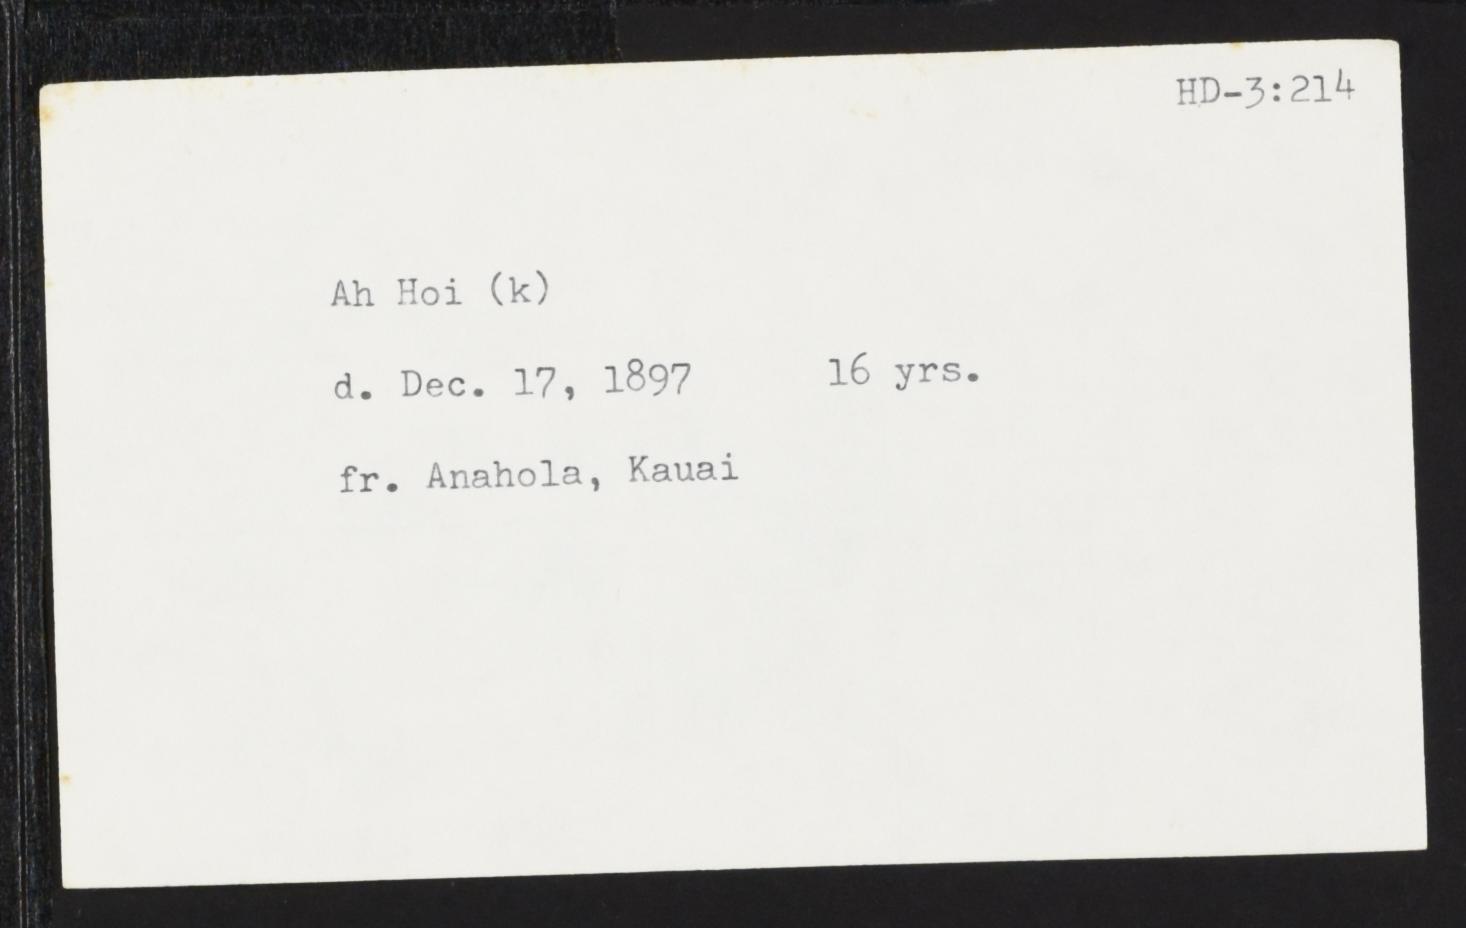 HD-3:214
Ah Hoi (k)
d. Dec. 17, 1897 16 yrs.
fr. Anahola, Kauai